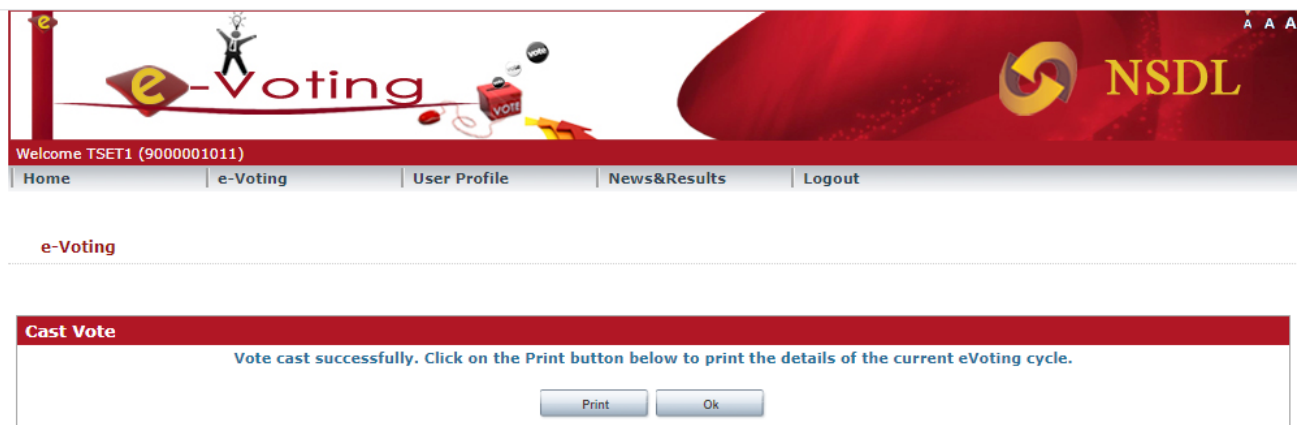 e
A A A
e-Voting
vote
VOTE
NSDL
Welcome TSET1 (9000001011)
Home e-Voting User Profile News&Results Logout
e-Voting
Cast Vote
Vote cast successfully. Click on the Print button below to print the details of the current eVoting cycle.
Print Ok